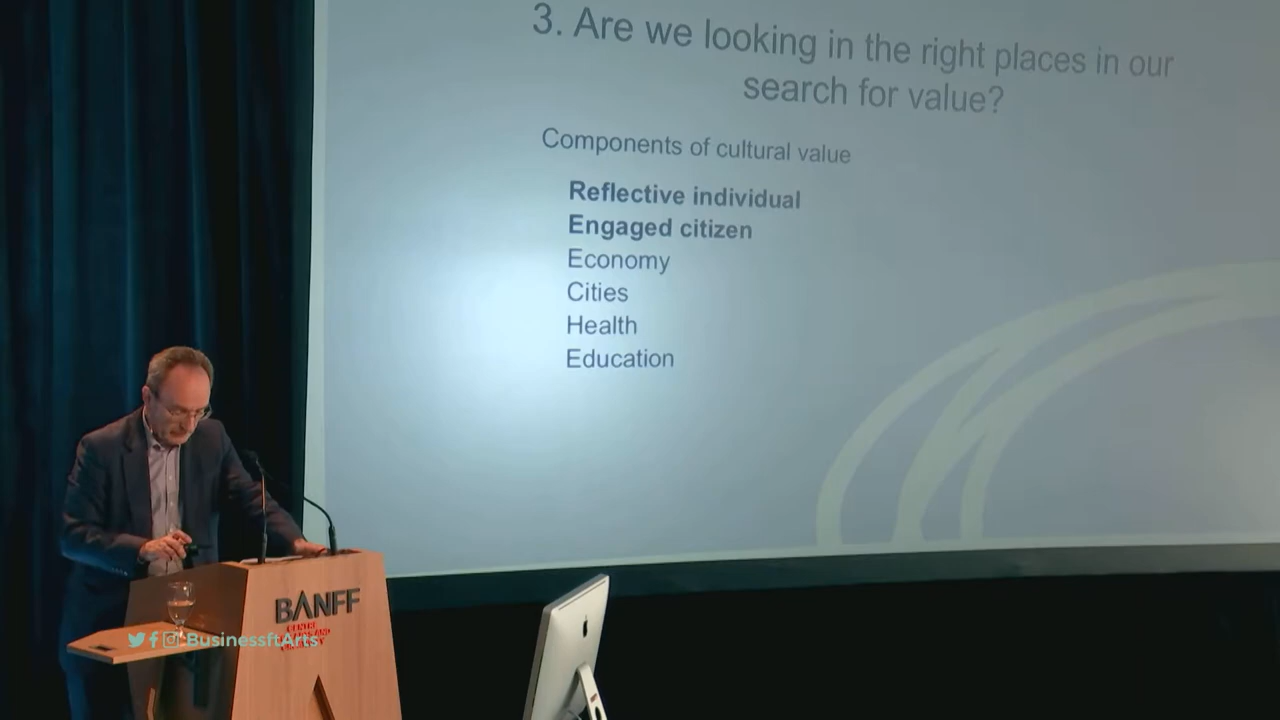 3. Are we looking in the right places in our
search for value?
Components of cultural value
Reflective individual
Engaged citizen
Economy
Cities
Health
Education
BANFF
CENTRE
BusinessftArts